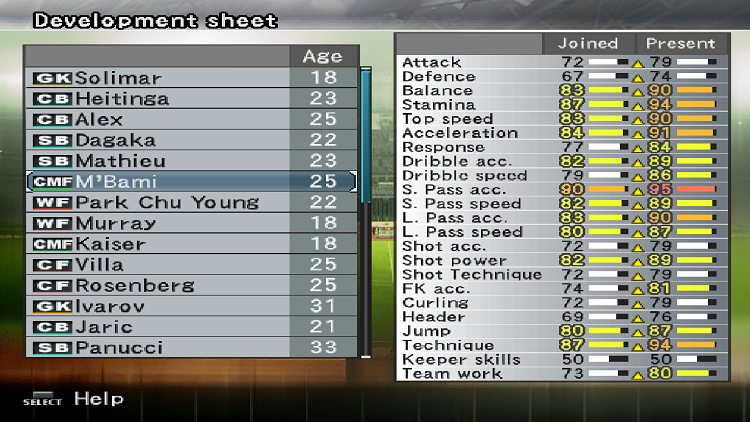 Development sheet
Age
GK Solimar 18
CB Heitinga 23
CB Alex 25
SB Dagaka 22
SB Mathieu 23
CMF M'Bami 25
WF Park Chu Young 22
WF Murray 18
CMF Kaiser 18
CF Villa 25
CF Rosenberg 25
GK Ivarov 31
CB Jaric 21
SB Panucci 33
Joined Present
Attack 72 79
Defence 67 74
Balance 83 90
Stamina 87 94
Top speed 83 90
Acceleration 84 91
Response 77 84
Dribble acc. 82 89
Dribble speed 79 86
S. Pass acc. 90 95
S. Pass speed 82 89
L. Pass acc. 83 90
L. Pass speed 80 87
Shot acc. 72 79
Shot power 82 89
Shot Technique 72 79
FK acc. 74 81
Curling 72 79
Header 69 76
Jump 80 87
Technique 87 94
Keeper skills 50 50
Team work 73 80
SELECT Help